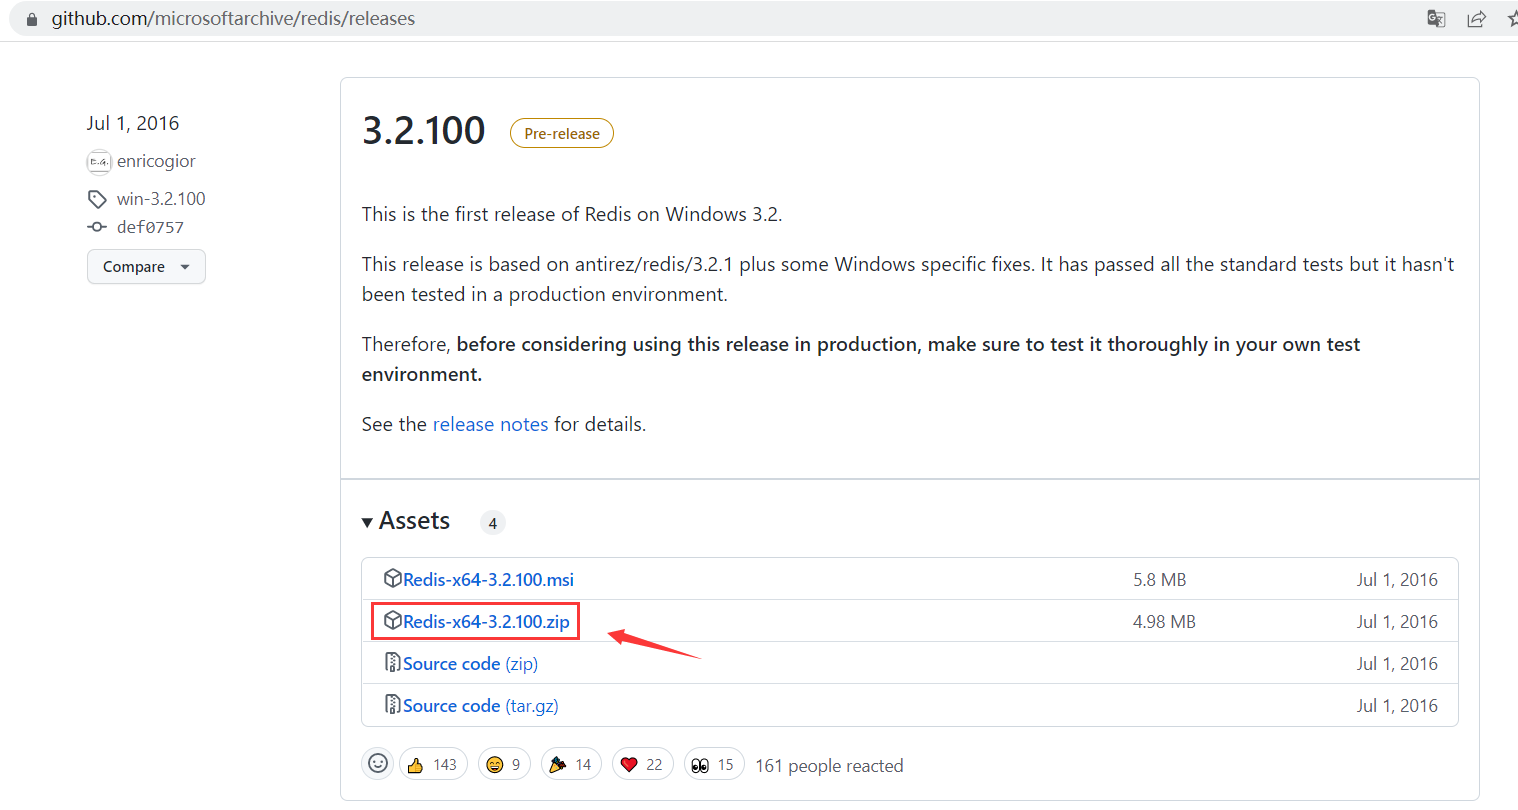 github.com/microsoftarchive/redis/releases
Jul 1, 2016
enricogior
win-3.2.100
def0757
Compare
3.2.100 Pre-release
This is the first release of Redis on Windows 3.2.
This release is based on antirez/redis/3.2.1 plus some Windows specific fixes. It has passed all the standard tests but it hasn't
been tested in a production environment.
Therefore, before considering using this release in production, make sure to test it thoroughly in your own test
environment.
See the release notes for details.
Assets 4
Redis-x64-3.2.100.msi 5.8 MB Jul 1, 2016
Redis-x64-3.2.100.zip 4.98 MB Jul 1, 2016
Source code (zip) Jul 1, 2016
Source code (tar.gz) Jul 1, 2016
143 9 14 22 15 161 people reacted